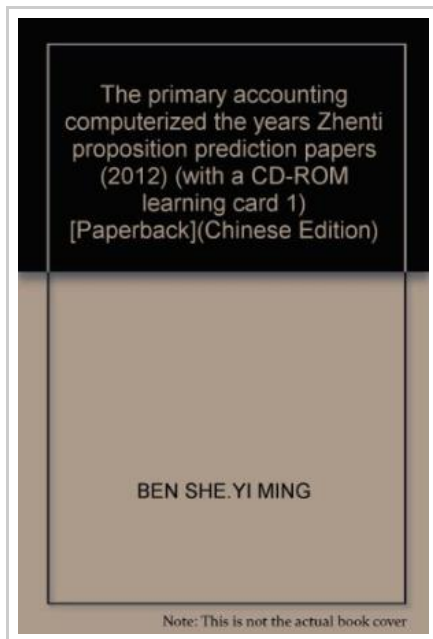 The primary accounting
computerized the years Zhenti
proposition prediction papers
(2012) (with a CD-ROM
learning card 1)
[Paperback](Chinese Edition)
BEN SHE.YI MING
Note: This is not the actual book cover